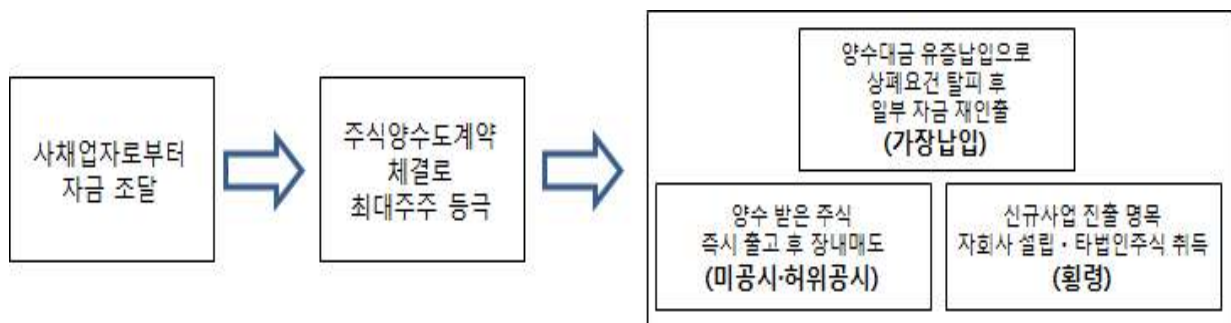 사채업자로부터
자금 조달
주식양수도계약
체결로
최대주주 등극
양수대금 유증납입으로
상폐요건 탈피 후
일부 자금 재인출
(가장납입)
양수 받은 주식
즉시 출고 후 장내매도
(미공시·허위공시)
신규사업 진출 명목
자회사 설립·타법인주식 취득
(횡령)